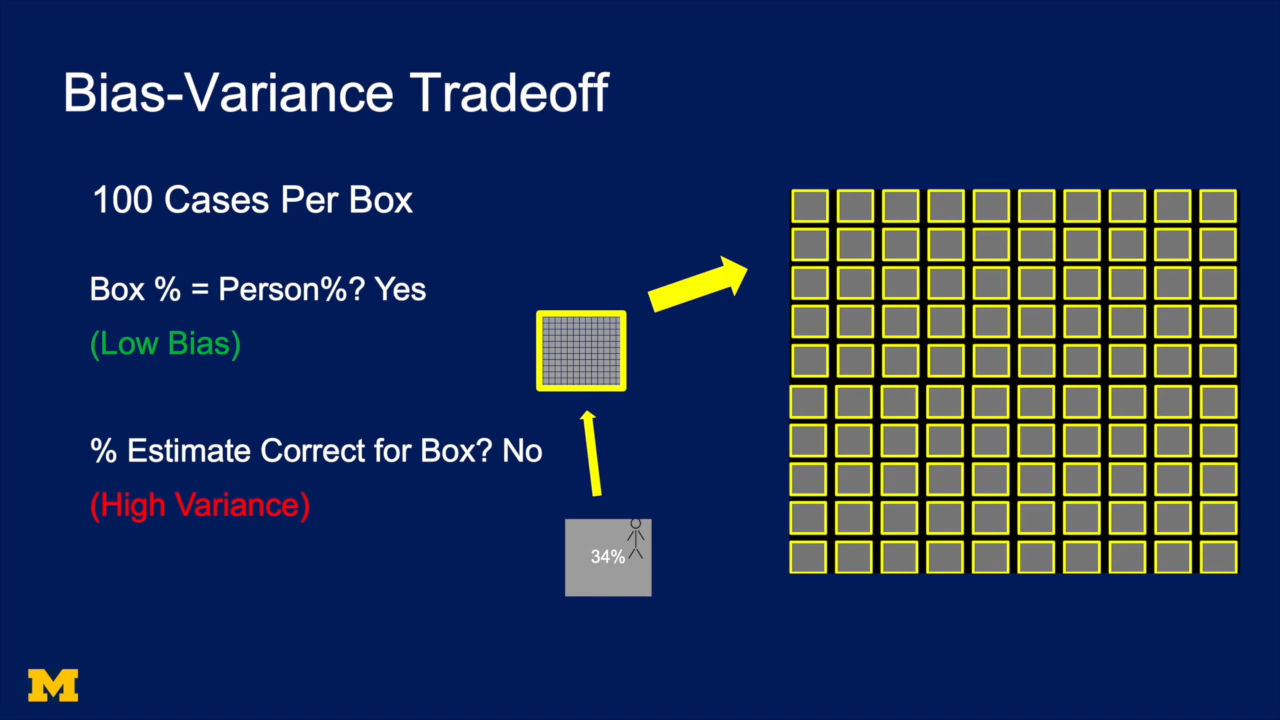 Bias-Variance Tradeoff
100 Cases Per Box
Box % = Person%? Yes
(Low Bias)
% Estimate Correct for Box? No
(High Variance)
34%
M